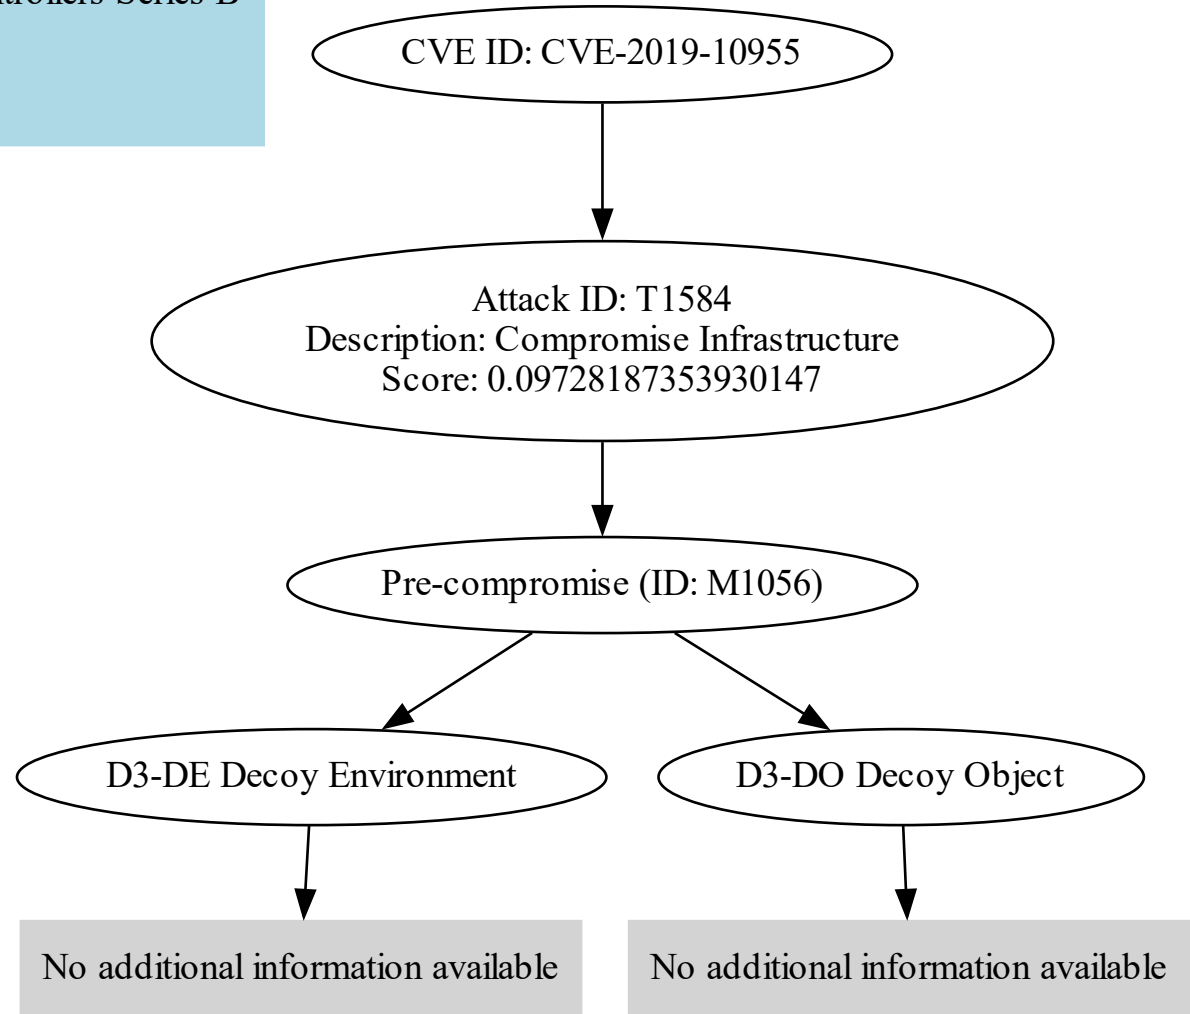 CVE ID: CVE-2019-10955
Attack ID: T1584
Description: Compromise Infrastructure
Score: 0.09728187353930147
Pre-compromise (ID: M1056)
D3-DE Decoy Environment
D3-DO Decoy Object
No additional information available
No additional information available